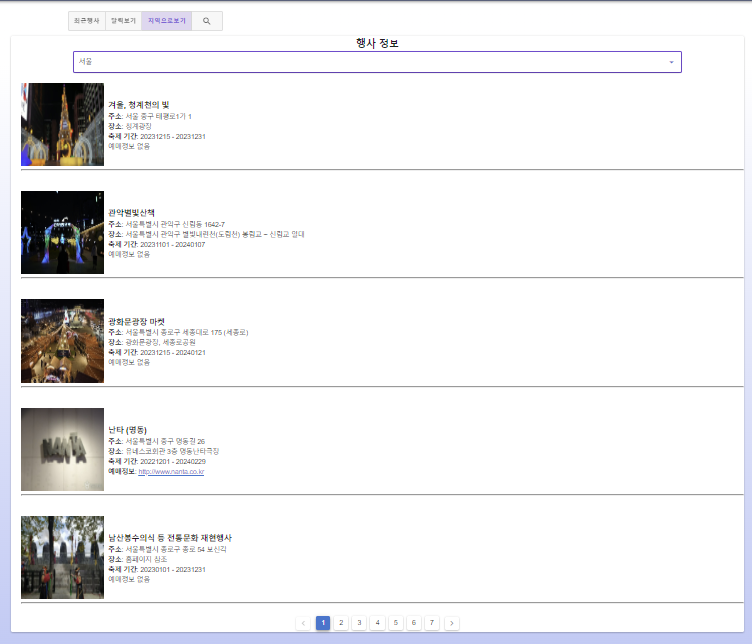 최근행사 달력보기 지역으로보기
행사 정보
서울
겨울, 청계천의 빛
주소: 서울 중구 태평로1가 1
장소: 청계광장
축제 기간: 20231215 - 20231231
예매정보 없음
관악별빛산책
주소: 서울특별시 관악구 신림동 1642-7
장소: 서울특별시 관악구 별빛내린천(도림천) 봉림교 ~ 신림교 일대
축제 기간: 20231101 - 20240107
예매정보 없음
광화문광장 마켓
주소: 서울특별시 종로구 세종대로 175 (세종로)
장소: 광화문광장, 세종로공원
축제 기간: 20231215 - 20240121
예매정보 없음
NANTA
난타 (명동)
주소: 서울특별시 중구 명동길 26
장소: 유네스코회관 3층 명동난타극장
축제 기간: 20221201 - 20240229
예매정보: http://www.nanta.co.kr
남산봉수의식 등 전통문화 재현행사
주소: 서울특별시 종로구 종로 54 보신각
장소: 홈페이지 참조
축제 기간: 20230101 - 20231231
예매정보 없음
‹ 1 2 3 4 5 6 7 ›